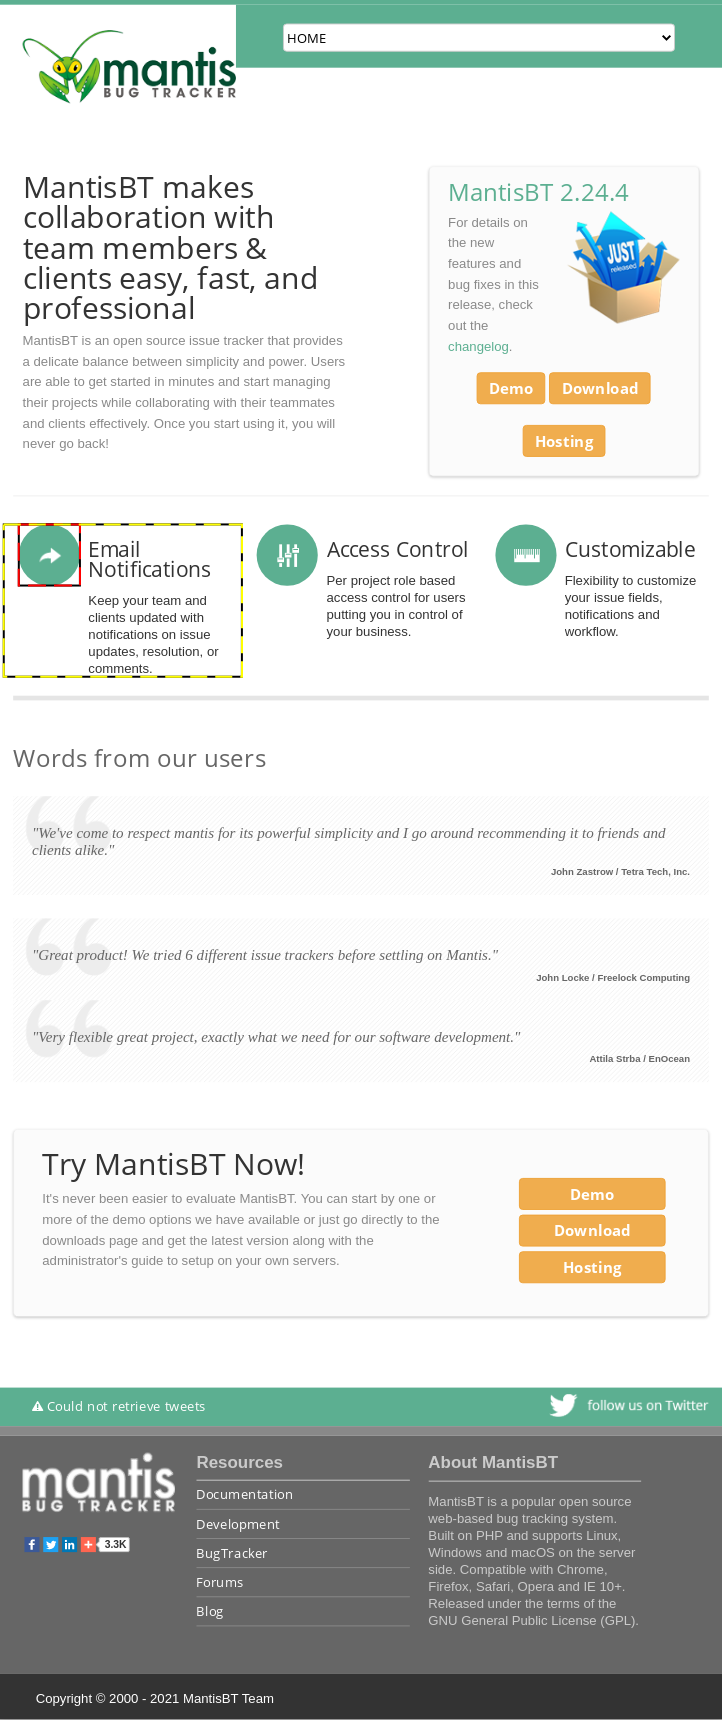 HOME
mantis
BUG TRACKER
MantisBT makes
collaboration with
team members &
clients easy, fast, and
professional
MantisBT is an open source issue tracker that provides
a delicate balance between simplicity and power. Users
are able to get started in minutes and start managing
their projects while collaborating with their teammates
and clients effectively. Once you start using it, you will
never go back!
MantisBT 2.24.4
For details on
the new
features and
bug fixes in this
release, check
out the
changelog.
JUST
released
Demo Download
Hosting
Email
Notifications
Keep your team and
clients updated with
notifications on issue
updates, resolution, or
comments.
Access Control
Per project role based
access control for users
putting you in control of
your business.
Customizable
Flexibility to customize
your issue fields,
notifications and
workflow.
Words from our users
"We've come to respect mantis for its powerful simplicity and I go around recommending it to friends and
clients alike."
John Zastrow / Tetra Tech, Inc.
"Great product! We tried 6 different issue trackers before settling on Mantis."
John Locke / Freelock Computing
"Very flexible great project, exactly what we need for our software development."
Attila Strba / EnOcean
Try MantisBT Now!
It's never been easier to evaluate MantisBT. You can start by one or
more of the demo options we have available or just go directly to the
downloads page and get the latest version along with the
administrator's guide to setup on your own servers.
Demo
Download
Hosting
Could not retrieve tweets
follow us on Twitter
mantis
BUG TRACKER
3.3K
Resources
Documentation
Development
BugTracker
Forums
Blog
About MantisBT
MantisBT is a popular open source
web-based bug tracking system.
Built on PHP and supports Linux,
Windows and macOS on the server
side. Compatible with Chrome,
Firefox, Safari, Opera and IE 10+.
Released under the terms of the
GNU General Public License (GPL).
Copyright © 2000 - 2021 MantisBT Team